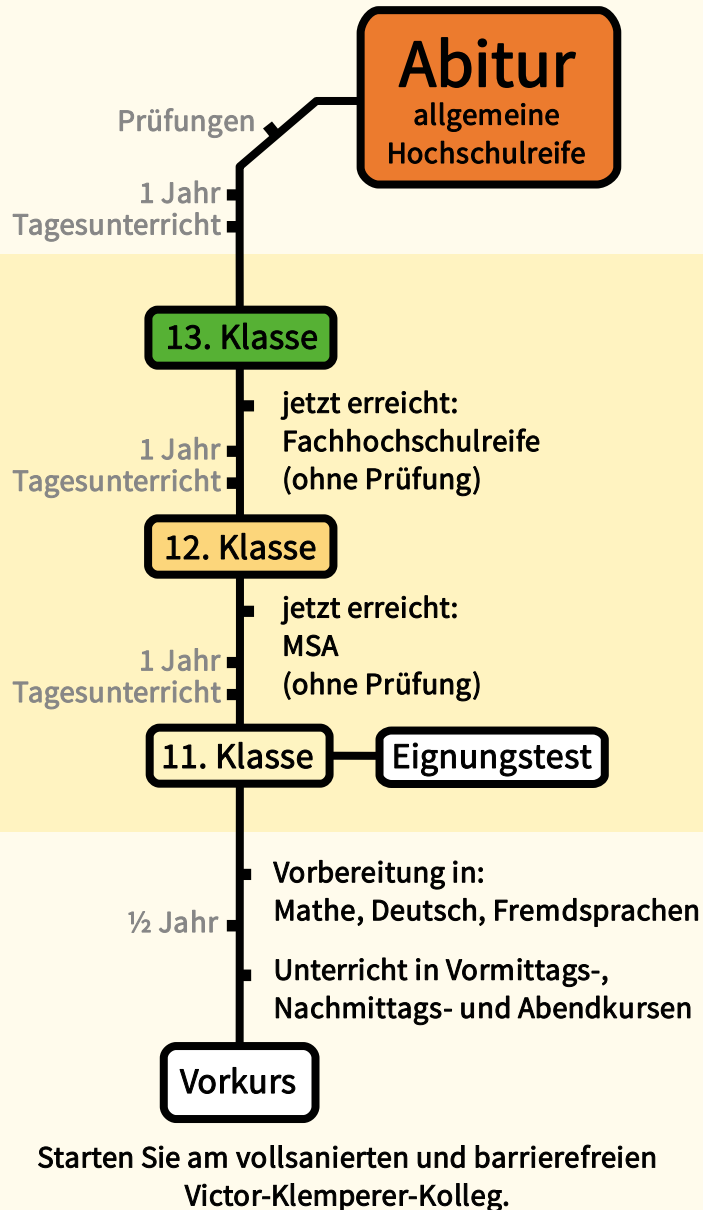 Abitur
allgemeine
Hochschulreife
Prüfungen
1 Jahr
Tagesunterricht
13. Klasse
jetzt erreicht:
Fachhochschulreife
(ohne Prüfung)
1 Jahr
Tagesunterricht
12. Klasse
jetzt erreicht:
MSA
(ohne Prüfung)
1 Jahr
Tagesunterricht
11. Klasse
Eignungstest
Vorbereitung in:
Mathe, Deutsch, Fremdsprachen
½ Jahr
Unterricht in Vormittags-,
Nachmittags- und Abendkursen
Vorkurs
Starten Sie am vollsanierten und barrierefreien
Victor-Klemperer-Kolleg.